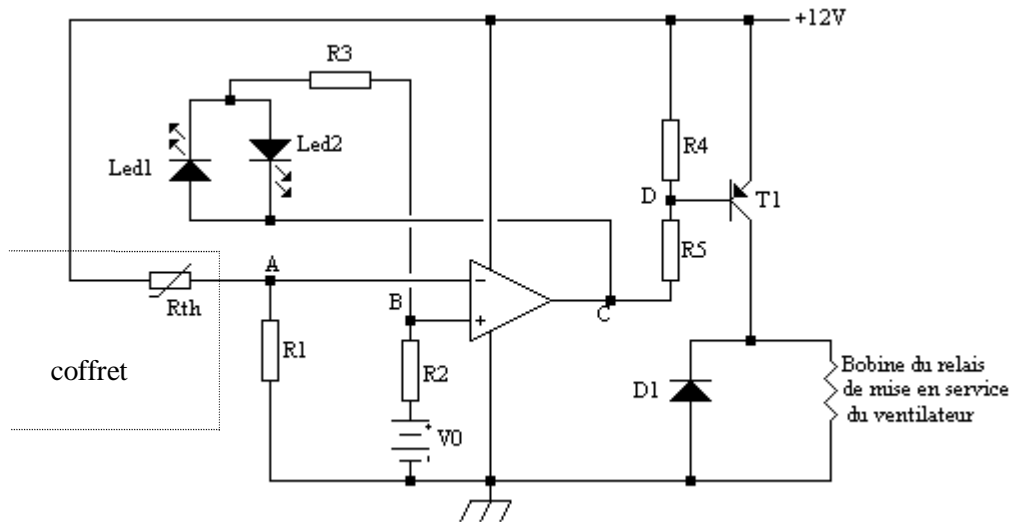 +12V
R3
Led1
Led2
R4
D
T1
R5
A
Rth
B
C
coffret
R1
R2
V0
D1
Bobine du relais
de mise en service
du ventilateur